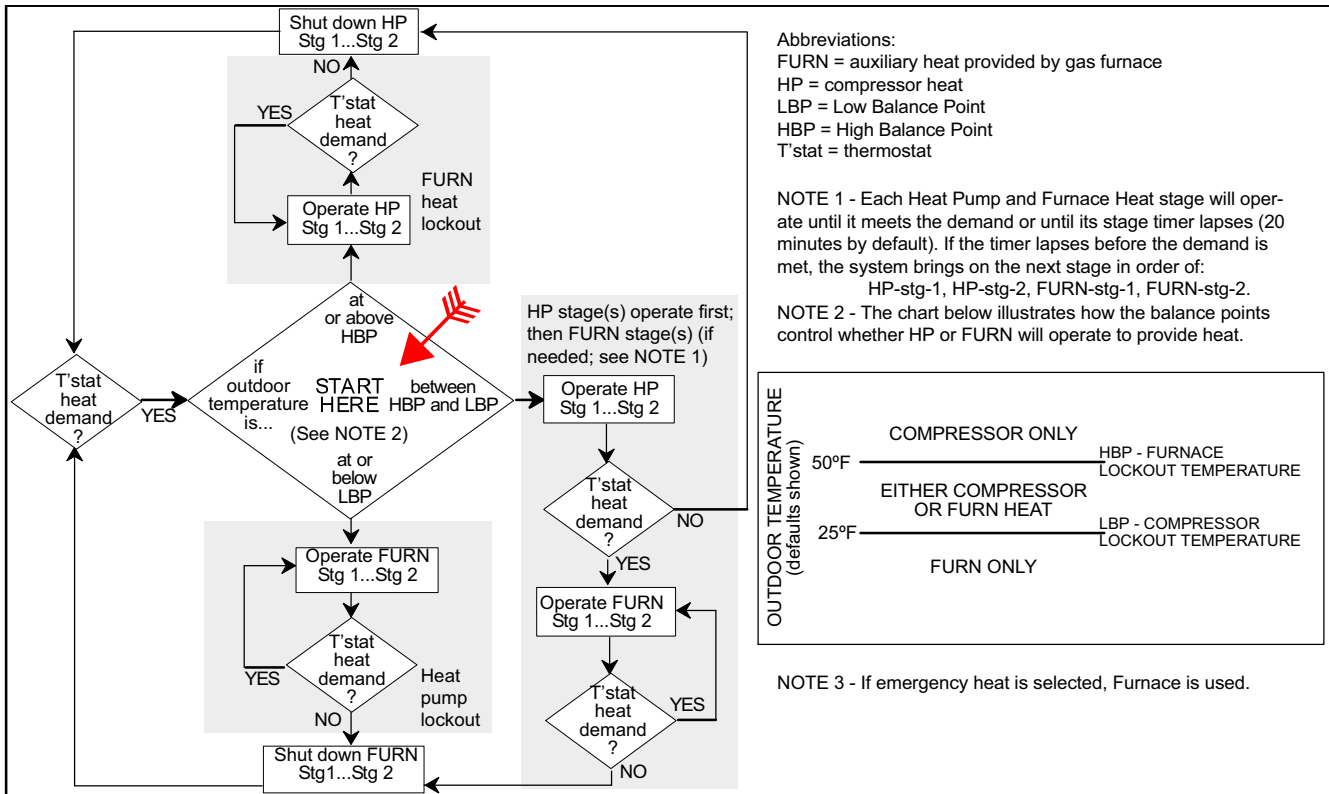 Shut down HP
Stg 1...Stg 2
NO
YES
T'stat
heat
demand
?
Operate HP
Stg 1...Stg 2
FURN
heat
lockout
at
or above
HBP
T'stat
heat
demand
?
YES
if
outdoor
temperature
is...
START
HERE
(See NOTE 2)
between
HBP and LBP
at or
below
LBP
Operate FURN
Stg 1...Stg 2
T'stat
heat
demand
?
YES
NO
Heat
pump
lockout
Shut down FURN
Stg1...Stg 2
HP stage(s) operate first;
then FURN stage(s) (if
needed; see NOTE 1)
Operate HP
Stg 1...Stg 2
T'stat
heat
demand
?
NO
YES
Operate FURN
Stg 1...Stg 2
T'stat
heat
demand
?
YES
NO
Abbreviations:
FURN = auxiliary heat provided by gas furnace
HP = compressor heat
LBP = Low Balance Point
HBP = High Balance Point
T'stat = thermostat
NOTE 1 - Each Heat Pump and Furnace Heat stage will oper-
ate until it meets the demand or until its stage timer lapses (20
minutes by default). If the timer lapses before the demand is
met, the system brings on the next stage in order of:
HP-stg-1, HP-stg-2, FURN-stg-1, FURN-stg-2.
NOTE 2 - The chart below illustrates how the balance points
control whether HP or FURN will operate to provide heat.
OUTDOOR TEMPERATURE
(defaults shown)
COMPRESSOR ONLY
50ºF
HBP - FURNACE
LOCKOUT TEMPERATURE
EITHER COMPRESSOR
OR FURN HEAT
25ºF
LBP - COMPRESSOR
LOCKOUT TEMPERATURE
FURN ONLY
NOTE 3 - If emergency heat is selected, Furnace is used.